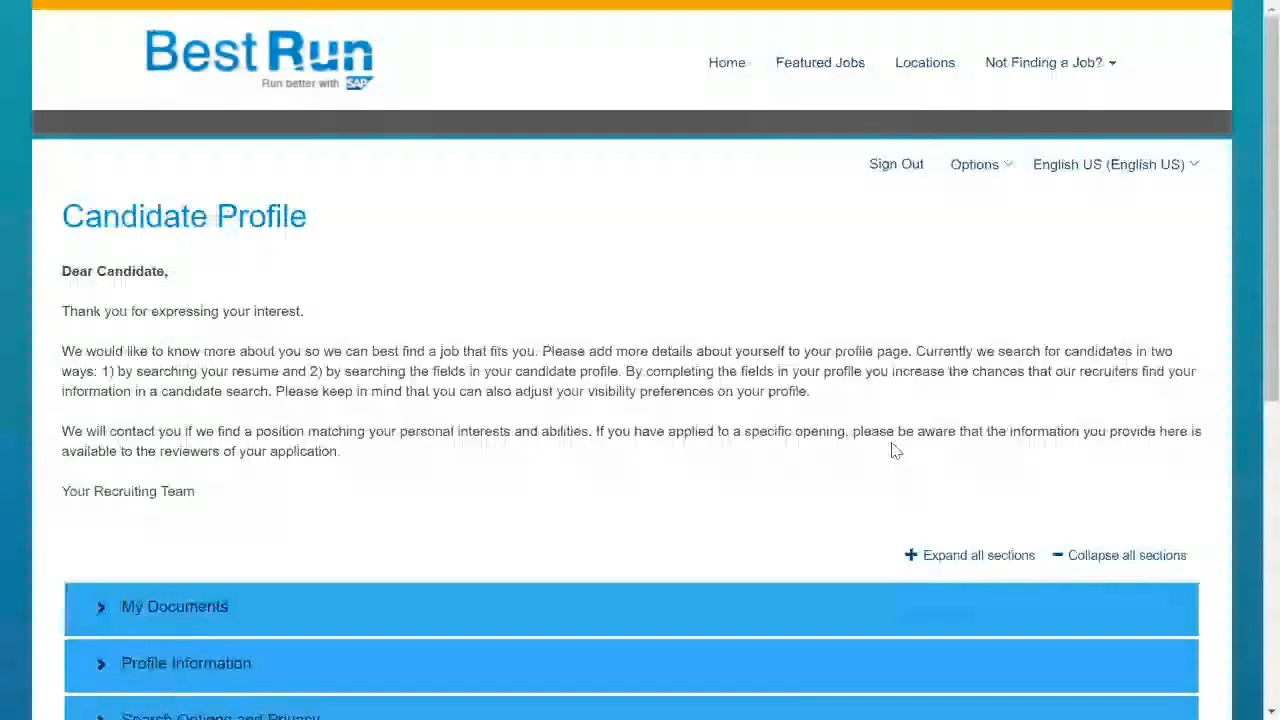 Best Run
Run better with SAP
Home Featured Jobs Locations Not Finding a Job?
Sign Out Options English US (English US)
Candidate Profile
Dear Candidate,
Thank you for expressing your interest.
We would like to know more about you so we can best find a job that fits you. Please add more details about yourself to your profile page. Currently we search for candidates in two
ways: 1) by searching your resume and 2) by searching the fields in your candidate profile. By completing the fields in your profile you increase the chances that our recruiters find your
information in a candidate search. Please keep in mind that you can also adjust your visibility preferences on your profile.
We will contact you if we find a position matching your personal interests and abilities. If you have applied to a specific opening, please be aware that the information you provide here is
available to the reviewers of your application.
Your Recruiting Team
Expand all sections Collapse all sections
My Documents
Profile Information
Search Options and Privacy